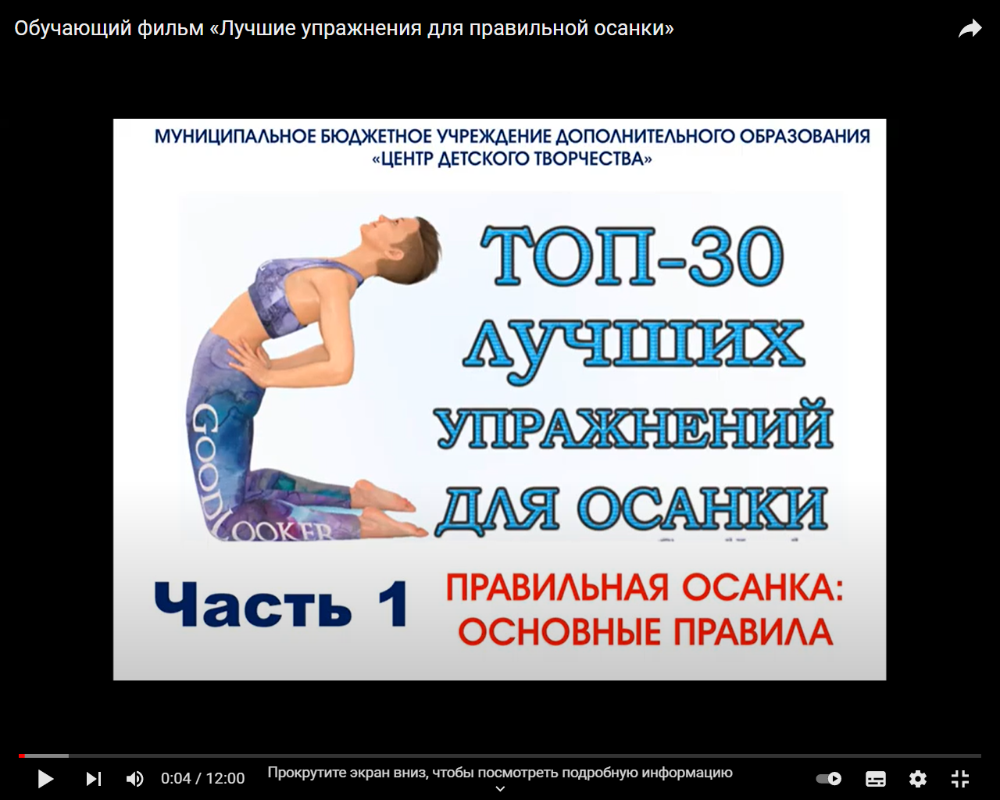 Обучающий фильм «Лучшие упражнения для правильной осанки»
МУНИЦИПАЛЬНОЕ БЮДЖЕТНОЕ УЧРЕЖДЕНИЕ ДОПОЛНИТЕЛЬНОГО ОБРАЗОВАНИЯ
«ЦЕНТР ДЕТСКОГО ТВОРЧЕСТВА»
ТОП-30
ЛУЧШИХ
УПРАЖНЕНИЙ
ДЛЯ ОСАНКИ
GOODLOOKER
Часть 1
ПРАВИЛЬНАЯ ОСАНКА:
ОСНОВНЫЕ ПРАВИЛА
0:04 / 12:00
Прокрутите экран вниз, чтобы посмотреть подробную информацию